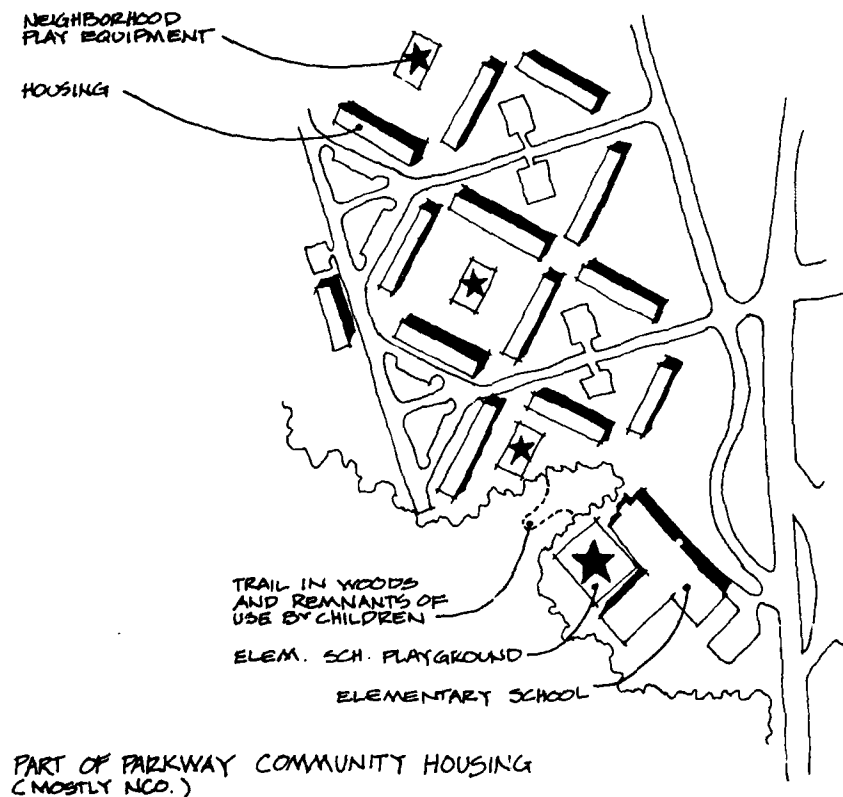 NEIGHBORHOOD
PLAY EQUIPMENT
HOUSING
TRAIL IN WOODS
AND REMNANTS OF
USE BY CHILDREN
ELEM. SCH. PLAYGROUND
ELEMENTARY SCHOOL
PART OF PARKWAY COMMUNITY HOUSING
(MOSTLY NCO.)